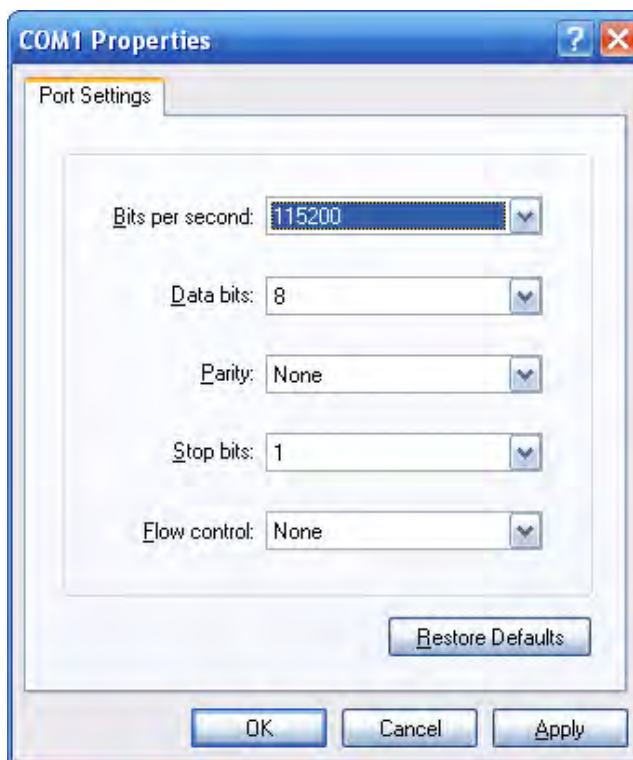 COM1 Properties
Port Settings
Bits per second: 115200
Data bits: 8
Parity: None
Stop bits: 1
Flow control: None
Restore Defaults
OK Cancel Apply